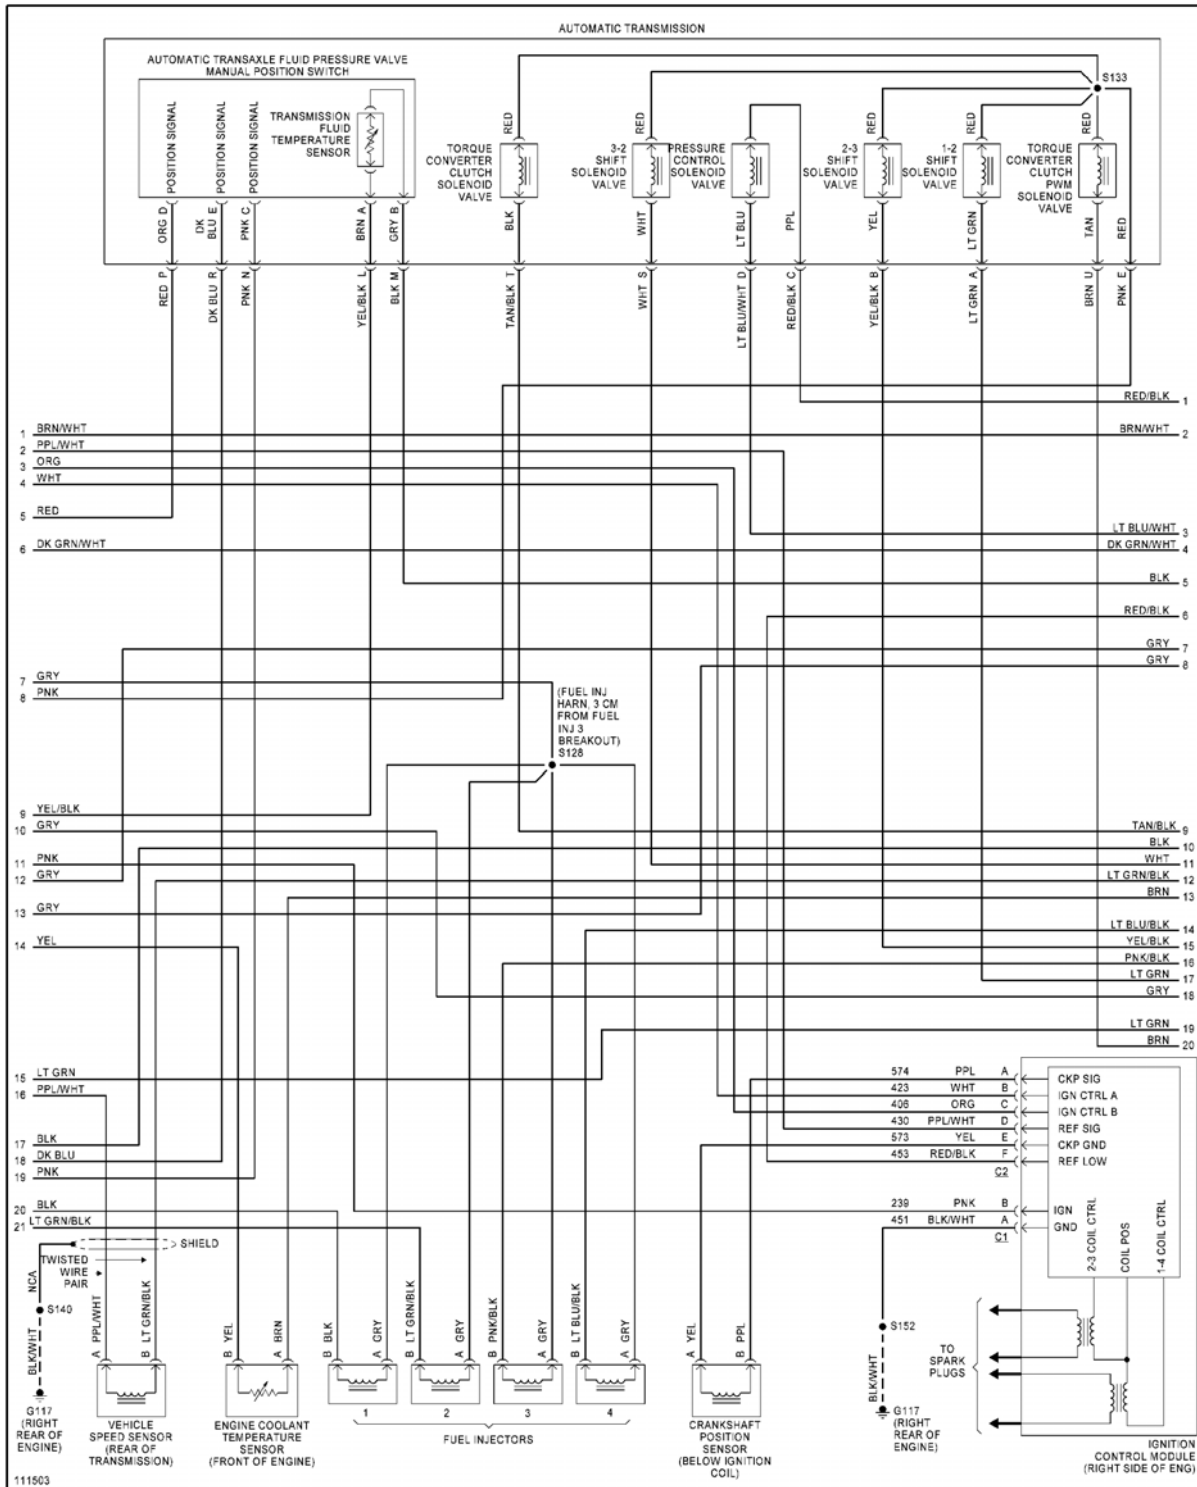 AUTOMATIC TRANSMISSION
AUTOMATIC TRANSAXLE FLUID PRESSURE VALVE
MANUAL POSITION SWITCH
POSITION SIGNAL
POSITION SIGNAL
POSITION SIGNAL
TRANSMISSION
FLUID
TEMPERATURE
SENSOR
TORQUE
CONVERTER
CLUTCH
SOLENOID
VALVE
3-2
SHIFT
SOLENOID
VALVE
PRESSURE
CONTROL
SOLENOID
VALVE
2-3
SHIFT
SOLENOID
VALVE
1-2
SHIFT
SOLENOID
VALVE
TORQUE
CONVERTER
CLUTCH
PWM
SOLENOID
VALVE
S133
RED
RED
RED
RED
RED
ORG D
DK
BLU E
PNK C
BRN A
GRY B
BLK
WHT
LT BLU
PPL
YEL
LT GRN
TAN
RED
RED P
DK BLU R
PNK N
YEL/BLK L
BLK M
TAN/BLK T
WHT S
LT BLU/WHT D
RED/BLK C
YEL/BLK B
LT GRN A
BRN U
PNK E
RED/BLK 1
1 BRN/WHT
BRN/WHT 2
2 PPL/WHT
3 ORG
4 WHT
5 RED
LT BLU/WHT 3
6 DK GRN/WHT
DK GRN/WHT 4
BLK 5
RED/BLK 6
GRY 7
GRY 8
7 GRY
8 PNK
(FUEL INJ
HARN, 3 CM
FROM FUEL
INJ 3
BREAKOUT)
S128
9 YEL/BLK
10 GRY
TAN/BLK 9
BLK 10
11 PNK
WHT 11
12 GRY
LT GRN/BLK 12
BRN 13
13 GRY
LT BLU/BLK 14
14 YEL
YEL/BLK 15
PNK/BLK 16
LT GRN 17
GRY 18
LT GRN 19
BRN 20
15 LT GRN
16 PPL/WHT
17 BLK
18 DK BLU
19 PNK
20 BLK
21 LT GRN/BLK
574 PPL A
423 WHT B
406 ORG C
430 PPL/WHT D
573 YEL E
453 RED/BLK F
C2
239 PNK B
451 BLK/WHT A
C1
CKP SIG
IGN CTRL A
IGN CTRL B
REF SIG
CKP GND
REF LOW
IGN
GND
2-3 COIL CTRL
COIL POS
1-4 COIL CTRL
SHIELD
TWISTED
WIRE
PAIR
NCA
S140
BLK/WHT
G117
(RIGHT
REAR OF
ENGINE)
A PPL/WHT
B LT GRN/BLK
VEHICLE
SPEED SENSOR
(REAR OF
TRANSMISSION)
B YEL
A BRN
ENGINE COOLANT
TEMPERATURE
SENSOR
(FRONT OF ENGINE)
B BLK
A GRY
B LT GRN/BLK
A GRY
B PNK/BLK
A GRY
B LT BLU/BLK
A GRY
1
2
3
4
FUEL INJECTORS
A YEL
B PPL
CRANKSHAFT
POSITION
SENSOR
(BELOW IGNITION
COIL)
S152
BLK/WHT
G117
(RIGHT
REAR OF
ENGINE)
TO
SPARK
PLUGS
IGNITION
CONTROL MODULE
(RIGHT SIDE OF ENG)
111503